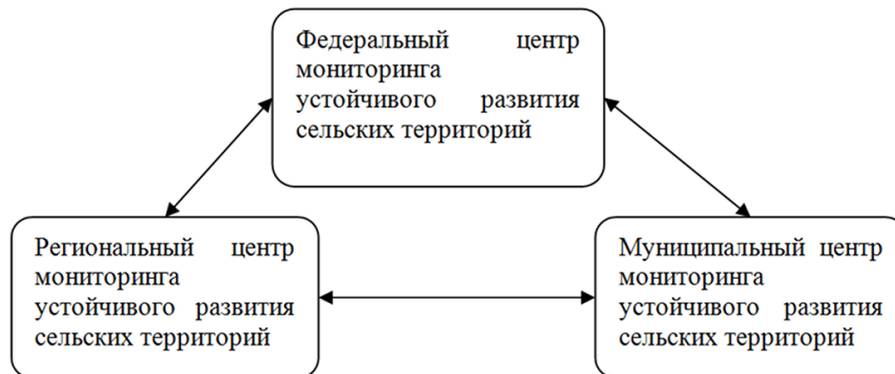 Федеральный центр
мониторинга
устойчивого развития
сельских территорий
Региональный центр
мониторинга
устойчивого развития
сельских территорий
Муниципальный центр
мониторинга
устойчивого развития
сельских территорий